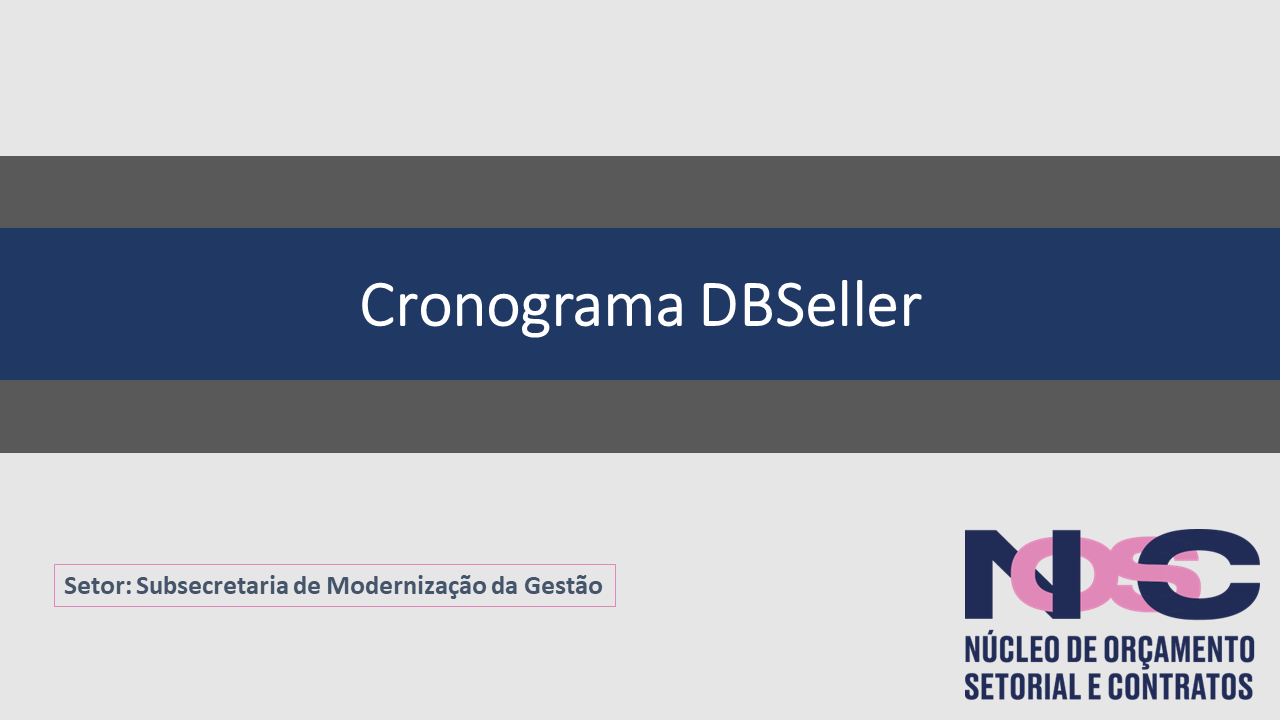 Cronograma DBSeller
Setor: Subsecretaria de Modernização da Gestão
NOSC
NÚCLEO DE ORÇAMENTO
SETORIAL E CONTRATOS